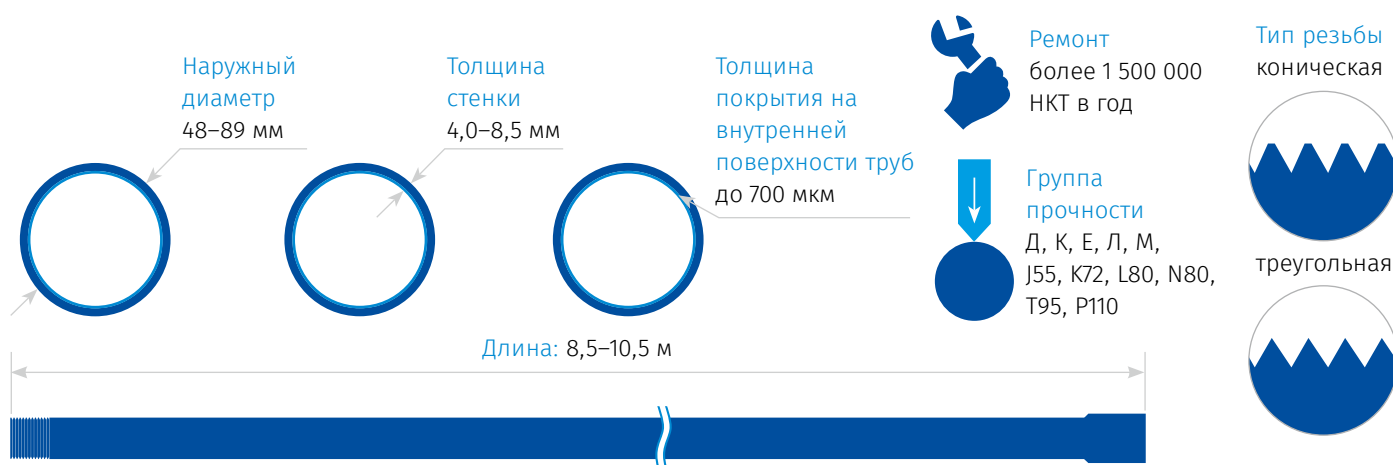 Наружный
диаметр
48–89 мм
Толщина
стенки
4,0–8,5 мм
Толщина
покрытия на
внутренней
поверхности труб
до 700 мкм
Ремонт
более 1 500 000
НКТ в год
Группа
прочности
Д, К, Е, Л, М,
J55, K72, L80, N80,
T95, P110
Тип резьбы
коническая
треугольная
Длина: 8,5–10,5 м